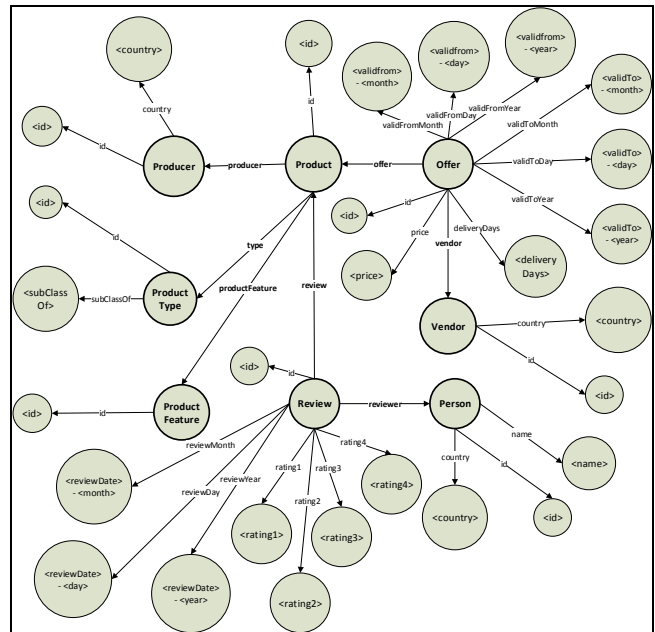 <country>
<id>
<validfrom>
- <month>
<validfrom>
- <day>
<validfrom>
- <year>
<validTo>
- <month>
validFromMonth
validFromDay
validFromYear
validToMonth
country
id
<id>
id
Producer
producer
Product
offer
Offer
validToDay
<validTo>
- <day>
<id>
id
type
<id>
id
price
vendor
deliveryDays
validToYear
<validTo>
- <year>
<subClass
Of>
subClassOf
Product
Type
productFeature
review
<price>
<delivery
Days>
Vendor
country
<country>
id
<id>
<id>
id
<id>
id
Product
Feature
Review
reviewer
Person
name
<name>
reviewMonth
reviewDay
reviewYear
rating1
rating2
rating3
rating4
country
id
<reviewDate>
- <month>
<rating4>
<country>
<id>
<rating1>
<rating3>
<reviewDate>
- <day>
<reviewDate>
- <year>
<rating2>